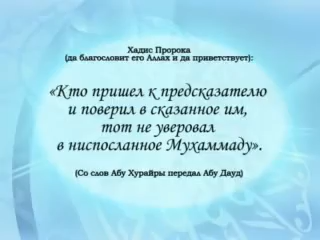 Хадис Пророка
(да благословит его Аллах и да приветствует):
«Кто пришел к предсказателю
и поверил в сказанное им,
тот не уверовал
в ниспосланное Мухаммаду».
(Со слов Абу Хурайры передал Абу Дауд)